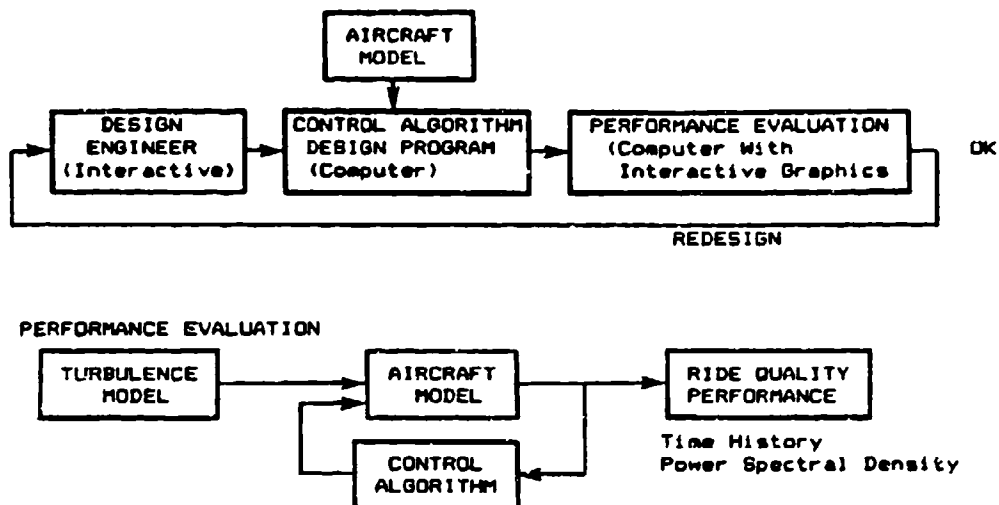 AIRCRAFT
MODEL
DESIGN
ENGINEER
(Interactive)
CONTROL ALGORITHM
DESIGN PROGRAM
(Computer)
PERFORMANCE EVALUATION
(Computer With
Interactive Graphics
OK
REDESIGN
PERFORMANCE EVALUATION
TURBULENCE
MODEL
AIRCRAFT
MODEL
RIDE QUALITY
PERFORMANCE
Time History
Power Spectral Density
CONTROL
ALGORITHM